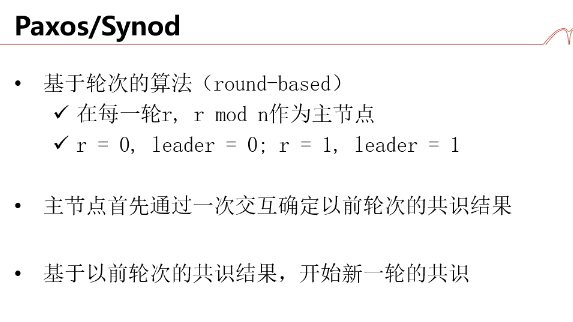 Paxos/Synod
• 基于轮次的算法（round-based）
✓ 在每一轮r, r mod n作为主节点
✓ r = 0, leader = 0; r = 1, leader = 1
• 主节点首先通过一次交互确定以前轮次的共识结果
• 基于以前轮次的共识结果，开始新一轮的共识